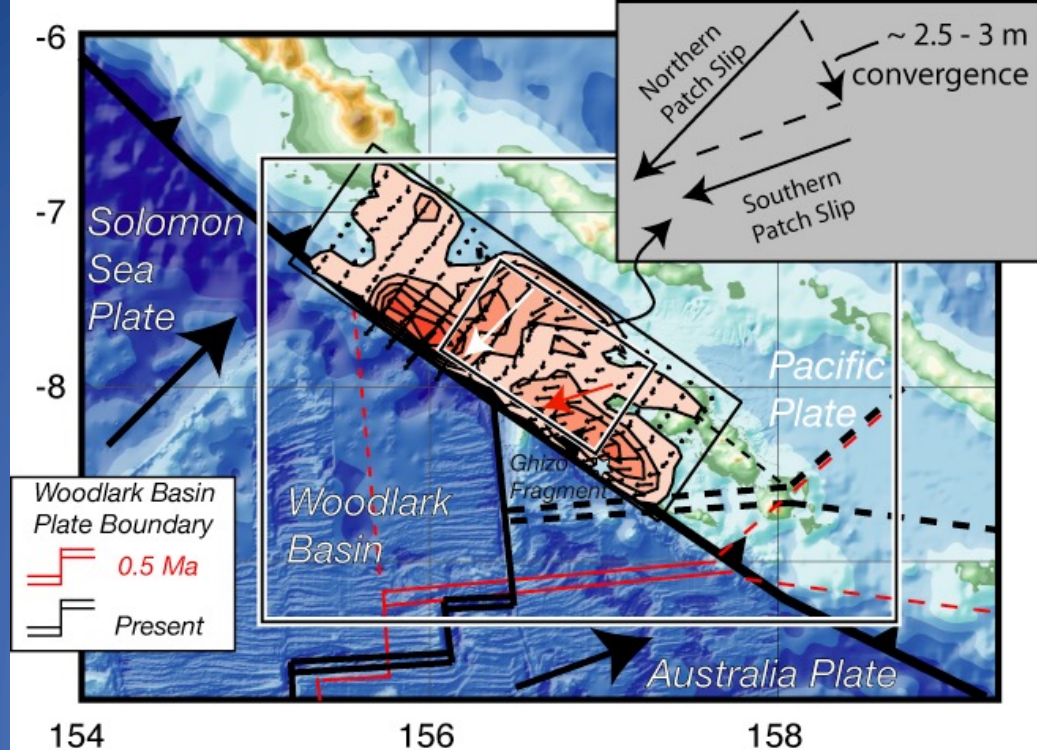 -6
-7
-8
154
156
158
Northern
Patch Slip
~ 2.5 - 3 m
convergence
Southern
Patch Slip
Solomon
Sea
Plate
Pacific
Plate
Ghizo
Fragment
Woodlark
Basin
Woodlark Basin
Plate Boundary
0.5 Ma
Present
Australia Plate